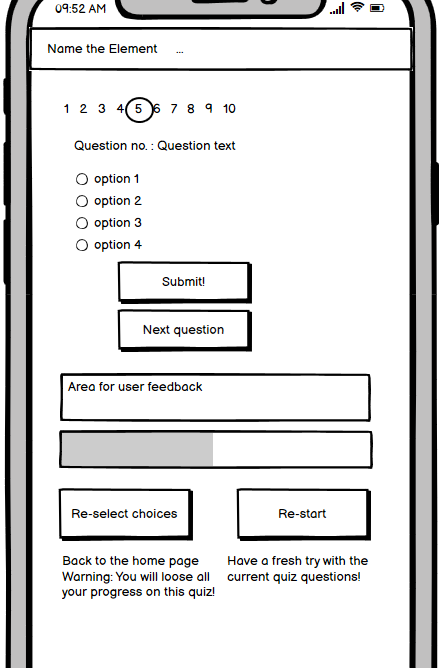 09:52 AM
Name the Element ...
1 2 3 4 5 6 7 8 9 10
Question no. : Question text
option 1
option 2
option 3
option 4
Submit!
Next question
Area for user feedback
Re-select choices
Re-start
Back to the home page
Warning: You will loose all
your progress on this quiz!
Have a fresh try with the
current quiz questions!